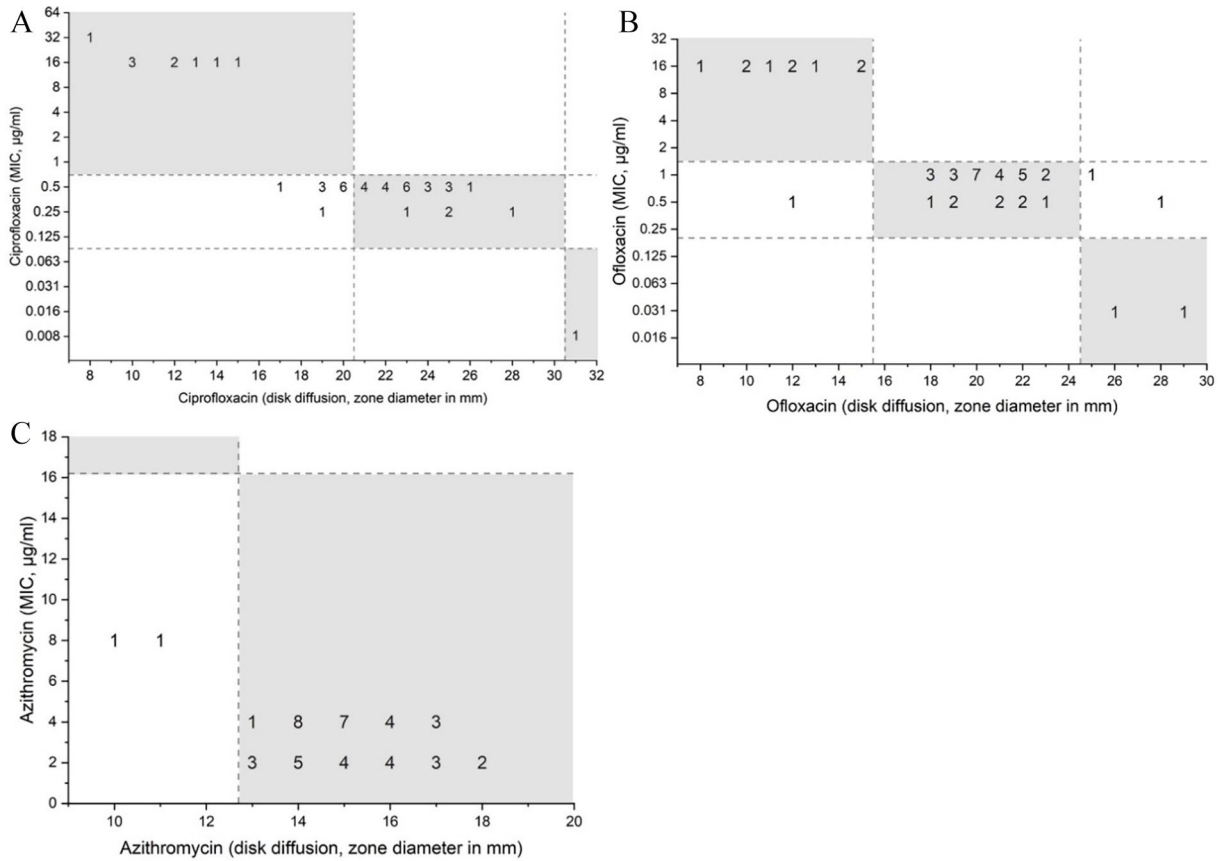 A
64
32
16
8
4
2
1
0.5
0.25
0.125
0.063
0.031
0.016
0.008
Ciprofloxacin (MIC, µg/ml)
1
3 2 1 1 1
1 3 6 4 4 6 3 3 1
1 1 2 1
1
8 10 12 14 16 18 20 22 24 26 28 30 32
Ciprofloxacin (disk diffusion, zone diameter in mm)
B
32
16
8
4
2
1
0.5
0.25
0.125
0.063
0.031
0.016
Ofloxacin (MIC, µg/ml)
1 2 1 2 1 2
3 3 7 4 5 2 1
1 1 2 2 2 1 1
1 1
8 10 12 14 16 18 20 22 24 26 28 30
Ofloxacin (disk diffusion, zone diameter in mm)
C
18
16
14
12
10
8
6
4
2
0
Azithromycin (MIC, µg/ml)
1 1
1 8 7 4 3
3 5 4 4 3 2
10 12 14 16 18 20
Azithromycin (disk diffusion, zone diameter in mm)